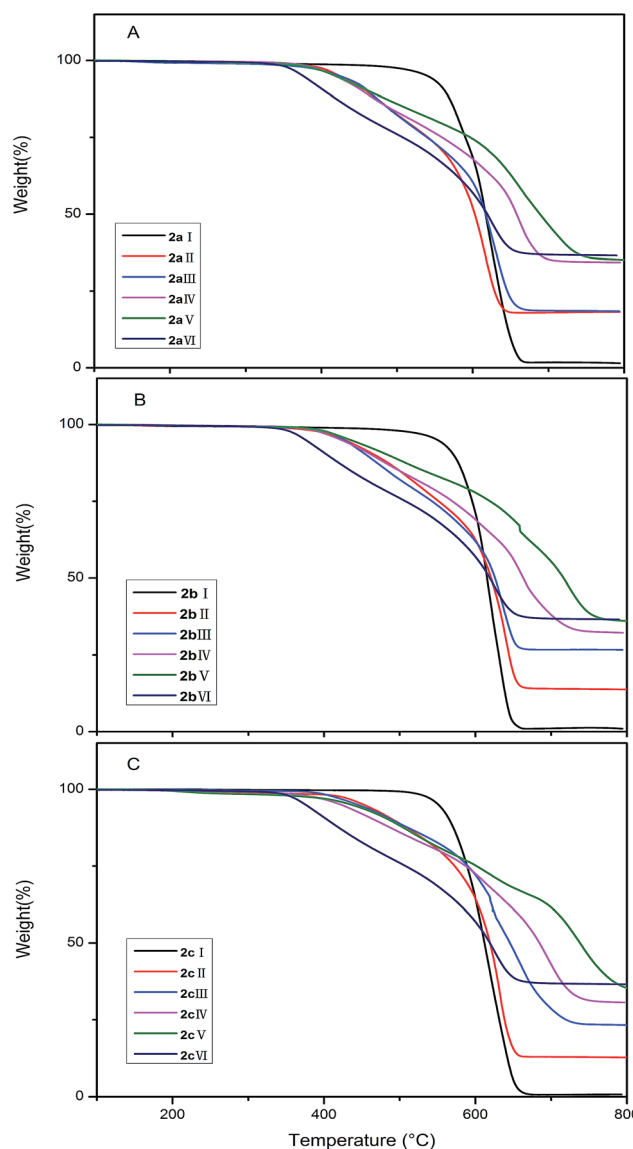 A
100
Weight(%)
50
2a I
2a II
2a III
2a IV
2a V
2a VI
0
B
100
Weight(%)
50
2b I
2b II
2b III
2b IV
2b V
2b VI
0
C
100
Weight(%)
50
2c I
2c II
2c III
2c IV
2c V
2c VI
0
200 400 600 800
Temperature (°C)